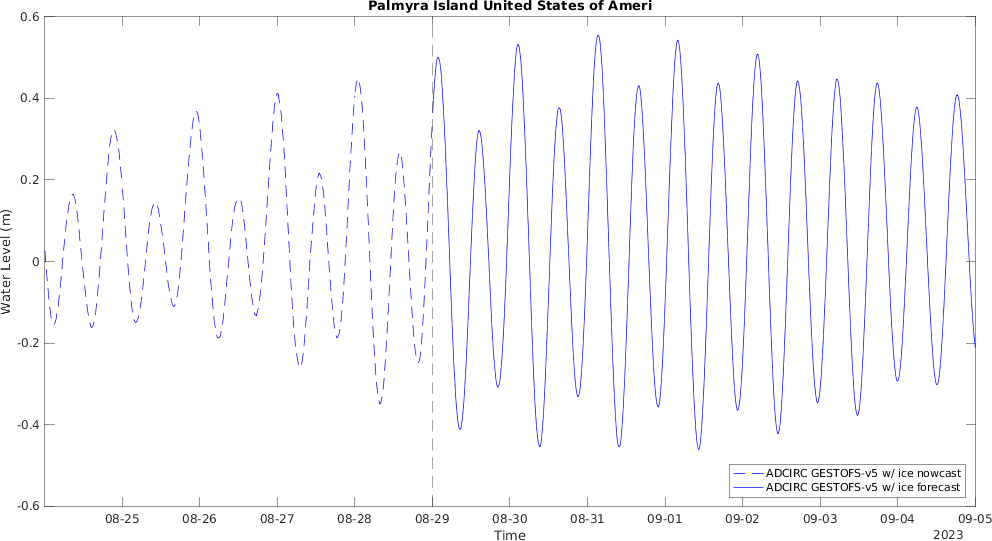 Palmyra Island United States of Ameri
0.6
0.4
0.2
0
-0.2
-0.4
-0.6
Water Level (m)
ADCIRC GESTOFS-v5 w/ ice nowcast
ADCIRC GESTOFS-v5 w/ ice forecast
08-25 08-26 08-27 08-28 08-29 08-30 08-31 09-01 09-02 09-03 09-04 09-05
Time
2023